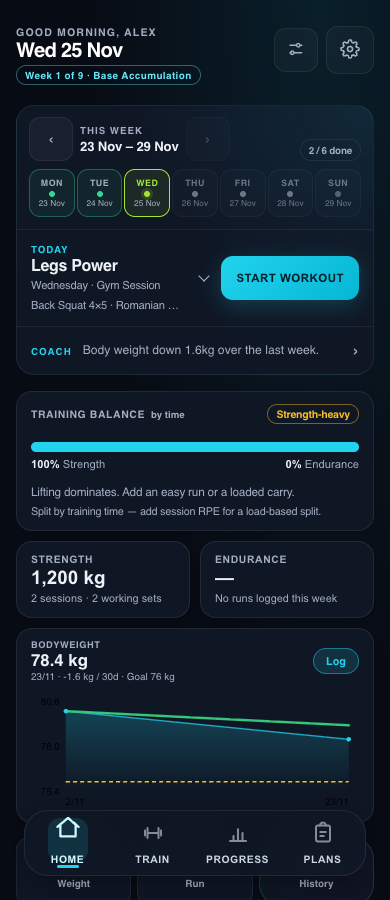 GOOD MORNING, ALEX
Wed 25 Nov
Week 1 of 9 · Base Accumulation
‹
THIS WEEK
23 Nov – 29 Nov
›
2 / 6 done
MON TUE WED THU FRI SAT SUN
23 Nov 24 Nov 25 Nov 26 Nov 27 Nov 28 Nov 29 Nov
TODAY
Legs Power
Wednesday · Gym Session
Back Squat 4×5 · Romanian ...
START WORKOUT
COACH Body weight down 1.6kg over the last week. ›
TRAINING BALANCE by time
Strength-heavy
100% Strength 0% Endurance
Lifting dominates. Add an easy run or a loaded carry.
Split by training time — add session RPE for a load-based split.
STRENGTH
1,200 kg
2 sessions · 2 working sets
ENDURANCE
—
No runs logged this week
BODYWEIGHT
78.4 kg
23/11 · -1.6 kg / 30d · Goal 76 kg
Log
80.6
78.0
75.4
2/11 23/11
HOME TRAIN PROGRESS PLANS
Weight Run History